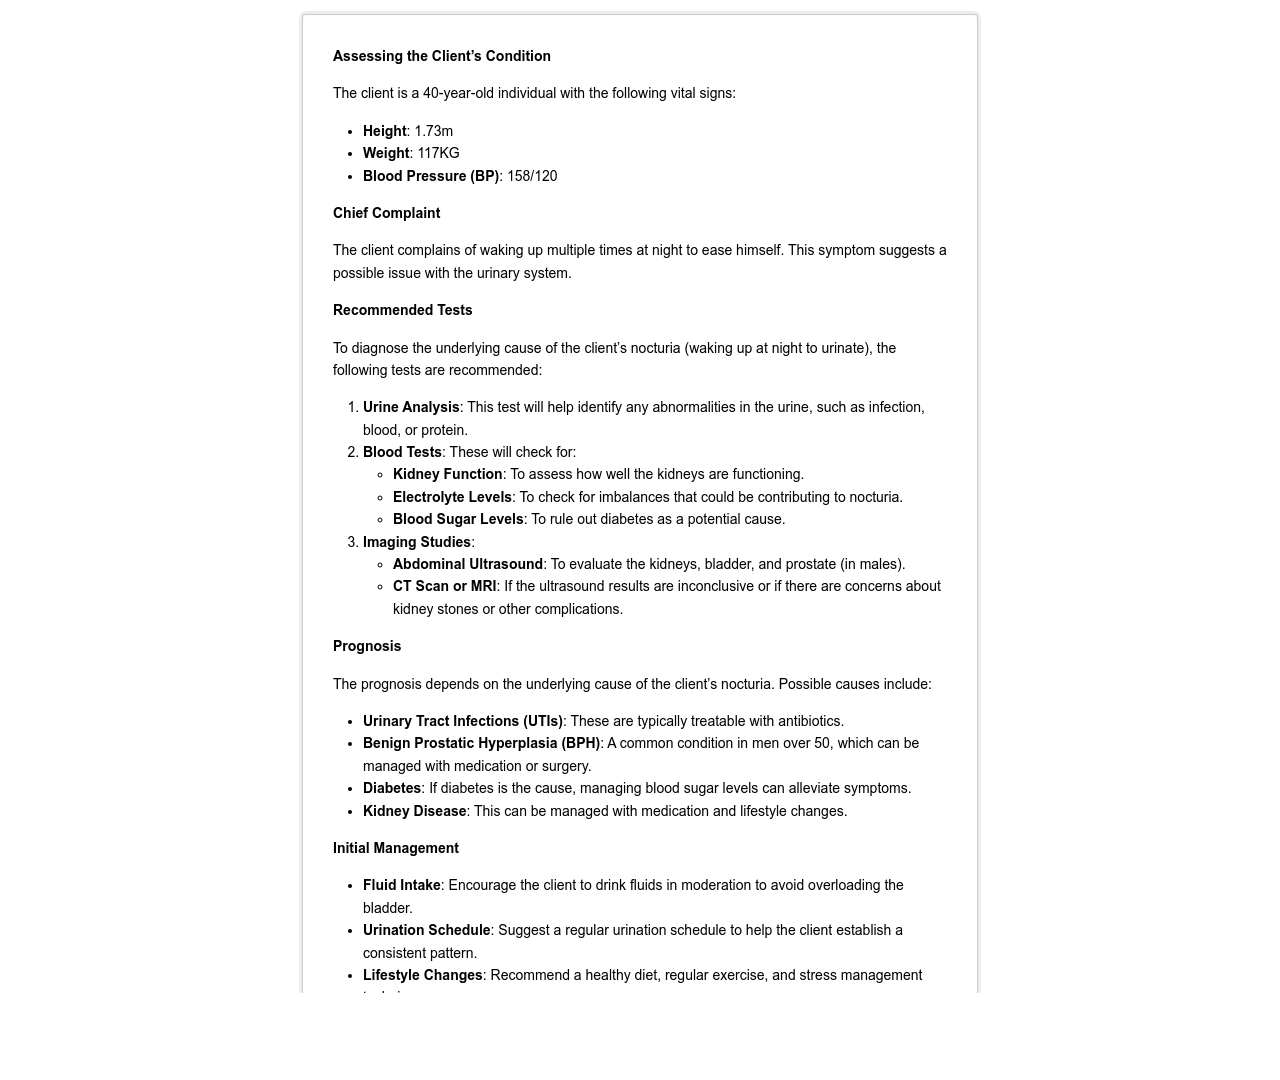 Assessing the Client’s Condition
The client is a 40-year-old individual with the following vital signs:
• Height: 1.73m
• Weight: 117KG
• Blood Pressure (BP): 158/120
Chief Complaint
The client complains of waking up multiple times at night to ease himself. This symptom suggests a
possible issue with the urinary system.
Recommended Tests
To diagnose the underlying cause of the client’s nocturia (waking up at night to urinate), the
following tests are recommended:
1. Urine Analysis: This test will help identify any abnormalities in the urine, such as infection,
blood, or protein.
2. Blood Tests: These will check for:
◦ Kidney Function: To assess how well the kidneys are functioning.
◦ Electrolyte Levels: To check for imbalances that could be contributing to nocturia.
◦ Blood Sugar Levels: To rule out diabetes as a potential cause.
3. Imaging Studies:
◦ Abdominal Ultrasound: To evaluate the kidneys, bladder, and prostate (in males).
◦ CT Scan or MRI: If the ultrasound results are inconclusive or if there are concerns about
kidney stones or other complications.
Prognosis
The prognosis depends on the underlying cause of the client’s nocturia. Possible causes include:
• Urinary Tract Infections (UTIs): These are typically treatable with antibiotics.
• Benign Prostatic Hyperplasia (BPH): A common condition in men over 50, which can be
managed with medication or surgery.
• Diabetes: If diabetes is the cause, managing blood sugar levels can alleviate symptoms.
• Kidney Disease: This can be managed with medication and lifestyle changes.
Initial Management
• Fluid Intake: Encourage the client to drink fluids in moderation to avoid overloading the
bladder.
• Urination Schedule: Suggest a regular urination schedule to help the client establish a
consistent pattern.
• Lifestyle Changes: Recommend a healthy diet, regular exercise, and stress management